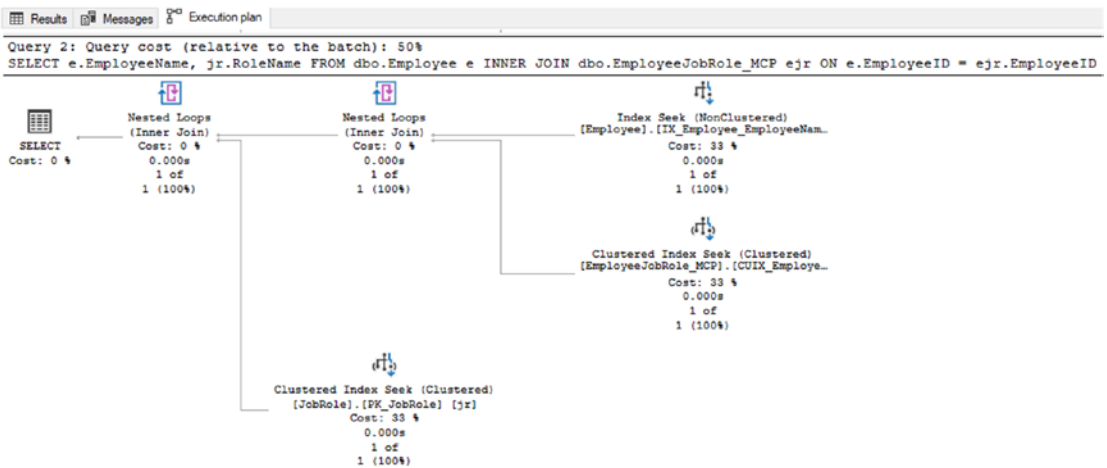 Results Messages Execution plan
Query 2: Query cost (relative to the batch): 50%
SELECT e.EmployeeName, jr.RoleName FROM dbo.Employee e INNER JOIN dbo.EmployeeJobRole_MCP ejr ON e.EmployeeID = ejr.EmployeeID
SELECT
Cost: 0 %
Nested Loops
(Inner Join)
Cost: 0 %
0.000s
1 of
1 (100%)
Nested Loops
(Inner Join)
Cost: 0 %
0.000s
1 of
1 (100%)
Index Seek (NonClustered)
[Employee].[IX_Employee_EmployeeNam…
Cost: 33 %
0.000s
1 of
1 (100%)
Clustered Index Seek (Clustered)
[EmployeeJobRole_MCP].[CUIX_Employe…
Cost: 33 %
0.000s
1 of
1 (100%)
Clustered Index Seek (Clustered)
[JobRole].[PK_JobRole] [jr]
Cost: 33 %
0.000s
1 of
1 (100%)